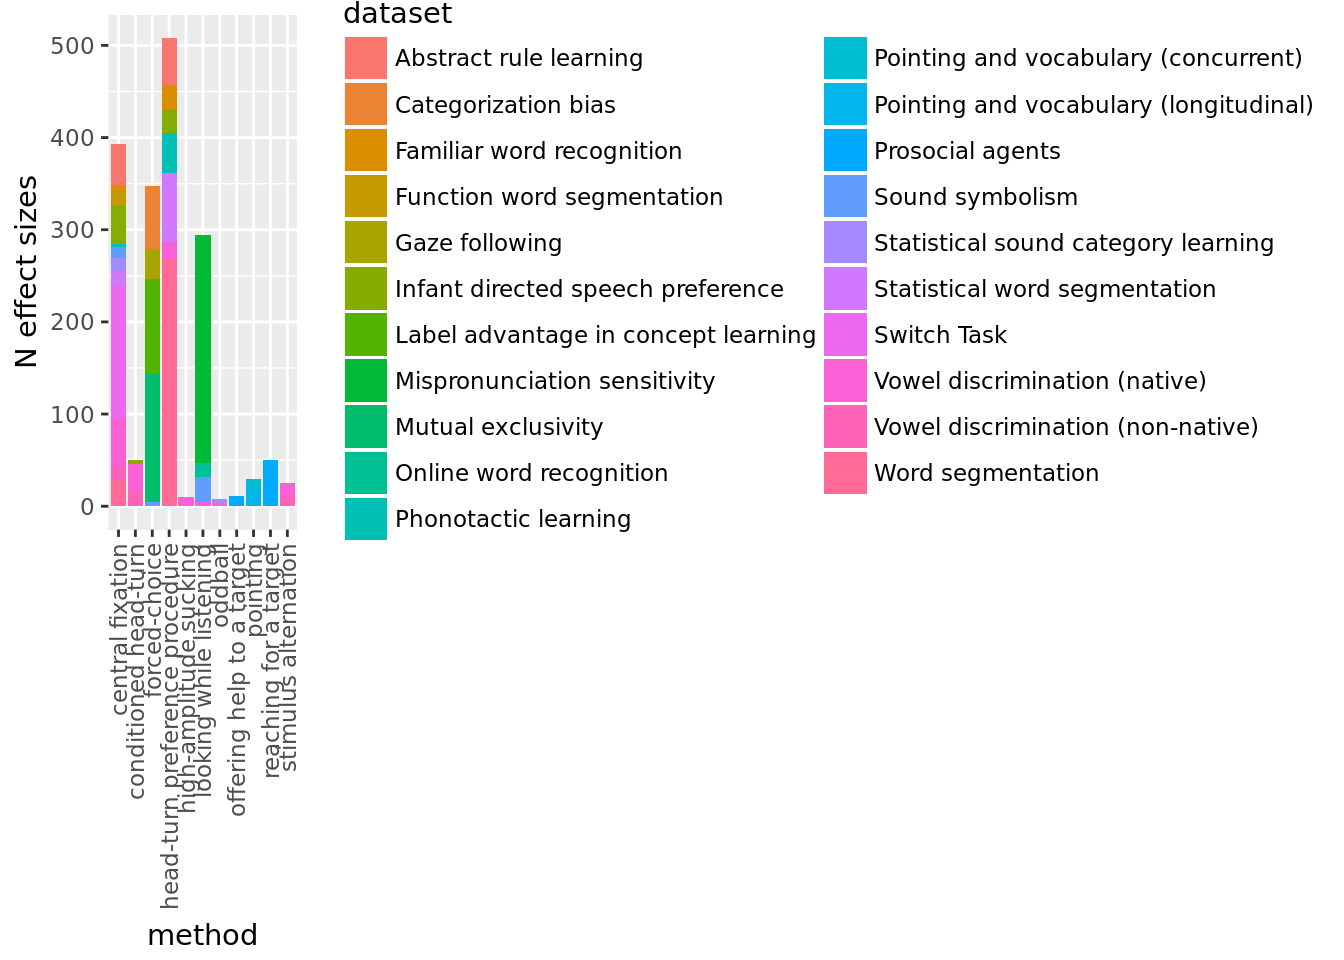 dataset
Abstract rule learning
Categorization bias
Familiar word recognition
Function word segmentation
Gaze following
Infant directed speech preference
Label advantage in concept learning
Mispronunciation sensitivity
Mutual exclusivity
Online word recognition
Phonotactic learning
Pointing and vocabulary (concurrent)
Pointing and vocabulary (longitudinal)
Prosocial agents
Sound symbolism
Statistical sound category learning
Statistical word segmentation
Switch Task
Vowel discrimination (native)
Vowel discrimination (non-native)
Word segmentation
N effect sizes
500
400
300
200
100
0
central fixation
conditioned head-turn
forced-choice
head-turn preference procedure
high-amplitude sucking
looking while listening
oddball
offering help to a target
pointing
reaching for a target
stimulus alternation
method